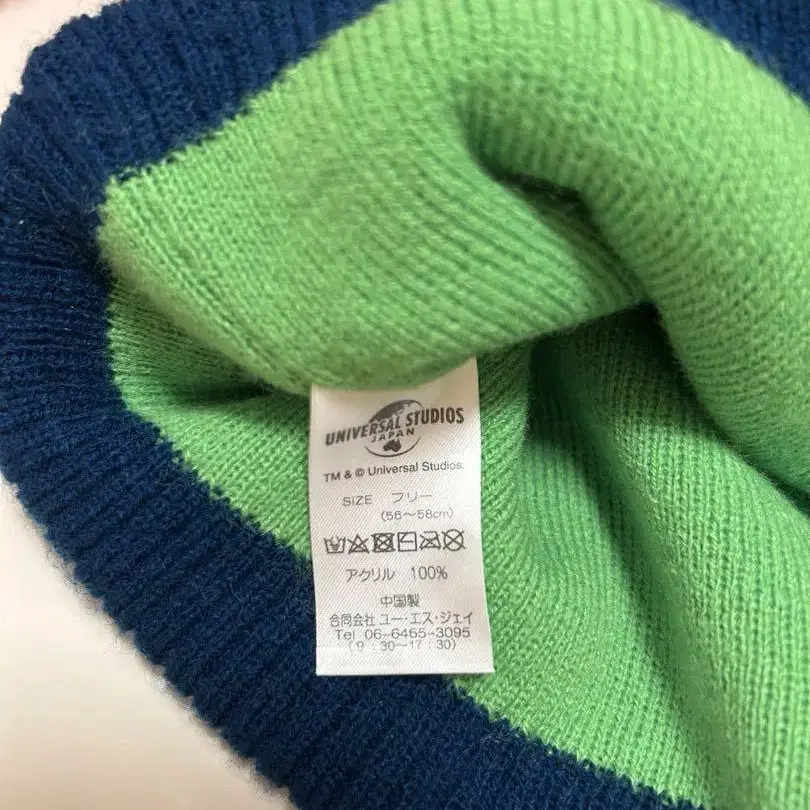 UNIVERSAL STUDIOS
JAPAN
TM & © Universal Studios.
SIZE フリー
(56～58cm)
アクリル 100%
中国製
合同会社 ユー・エス・ジェイ
Tel 06-6465-3095
(9:30～17:30)